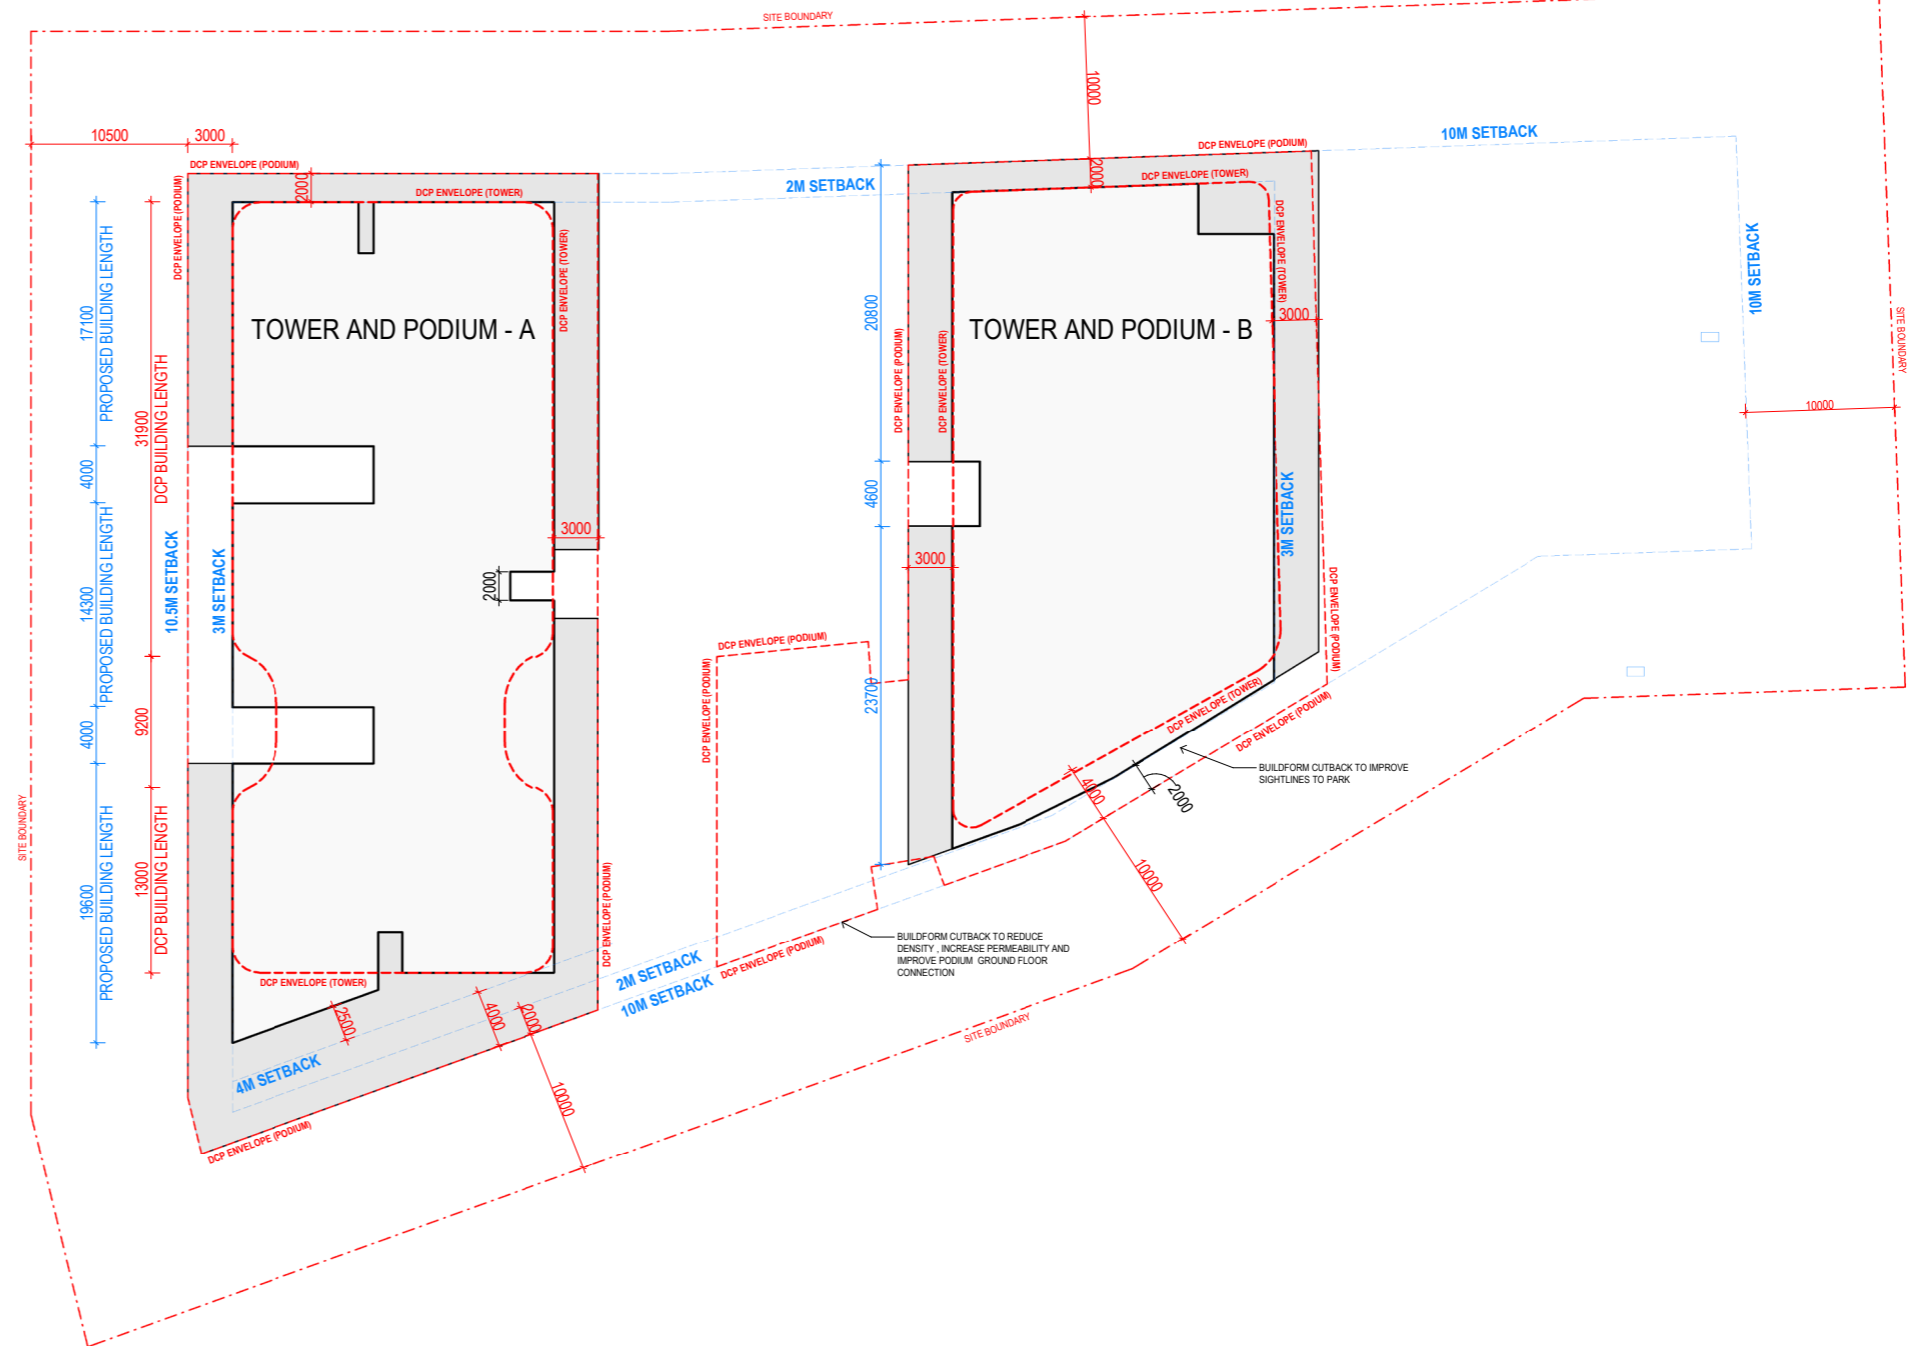 SITE BOUNDARY
10000
10500
3000
10M SETBACK
DCP ENVELOPE (PODIUM)
DCP ENVELOPE (PODIUM)
DCP ENVELOPE (PODIUM)
2000
DCP ENVELOPE (TOWER)
2M SETBACK
2000
DCP ENVELOPE (TOWER)
DCP ENVELOPE (TOWER)
DCP ENVELOPE (TOWER)
10M SETBACK
17100
PROPOSED BUILDING LENGTH
TOWER AND PODIUM - A
20800
TOWER AND PODIUM - B
3000
SITE BOUNDARY
31900
DCP BUILDING LENGTH
DCP ENVELOPE (PODIUM)
DCP ENVELOPE (TOWER)
10000
4000
4600
3M SETBACK
14300
PROPOSED BUILDING LENGTH
10.5M SETBACK
3M SETBACK
3000
2000
3000
DCP ENVELOPE (PODIUM)
DCP ENVELOPE (PODIUM)
DCP ENVELOPE (PODIUM)
23700
DCP ENVELOPE (TOWER)
DCP ENVELOPE (PODIUM)
4000
9200
BUILDFORM CUTBACK TO IMPROVE
SIGHTLINES TO PARK
4000
2000
SITE BOUNDARY
19600
PROPOSED BUILDING LENGTH
13000
DCP BUILDING LENGTH
10000
DCP ENVELOPE (PODIUM)
BUILDFORM CUTBACK TO REDUCE
DENSITY , INCREASE PERMEABILITY AND
IMPROVE PODIUM GROUND FLOOR
CONNECTION
DCP ENVELOPE (PODIUM)
2M SETBACK
10M SETBACK
DCP ENVELOPE (TOWER)
2500
4000
2000
SITE BOUNDARY
4M SETBACK
10000
DCP ENVELOPE (PODIUM)